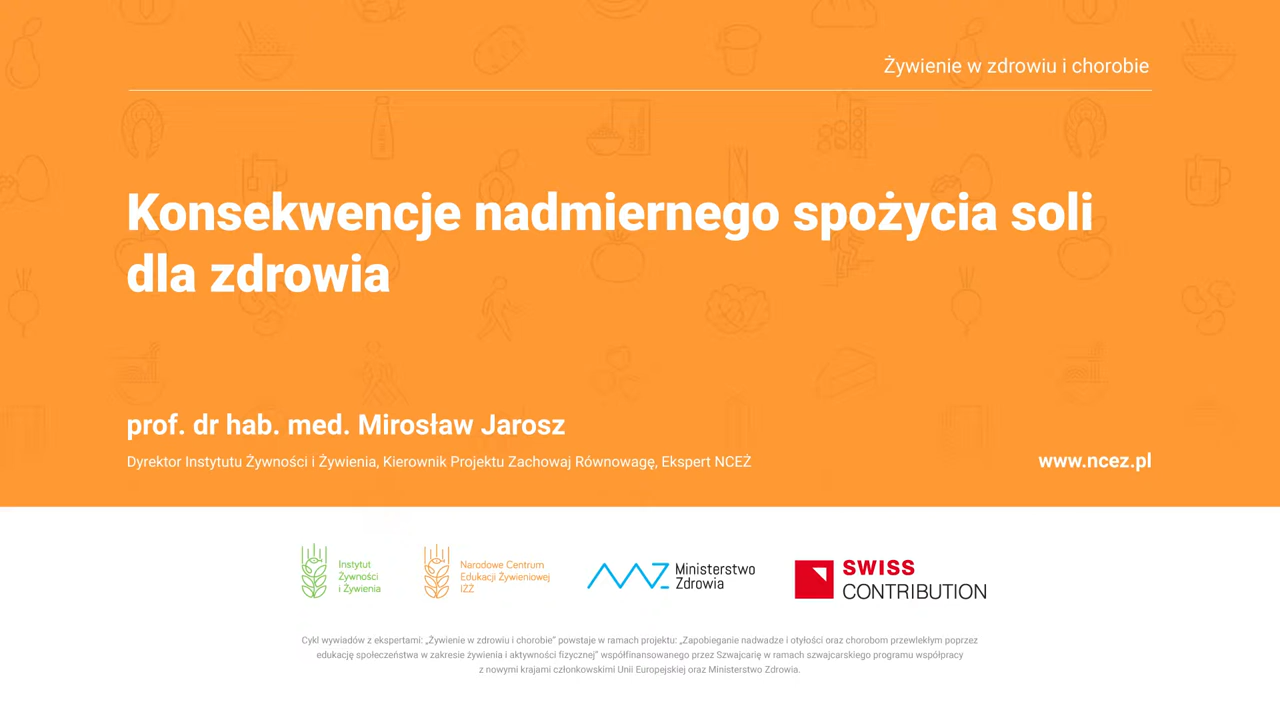 Żywienie w zdrowiu i chorobie
Konsekwencje nadmiernego spożycia soli
dla zdrowia
prof. dr hab. med. Mirosław Jarosz
Dyrektor Instytutu Żywności i Żywienia, Kierownik Projektu Zachowaj Równowagę, Ekspert NCEŻ
www.ncez.pl
Instytut
Żywności
i Żywienia
Narodowe Centrum
Edukacji Żywieniowej
IŻŻ
Ministerstwo
Zdrowia
SWISS
CONTRIBUTION
Cykl wywiadów z ekspertami: „Żywienie w zdrowiu i chorobie” powstaje w ramach projektu: „Zapobieganie nadwadze i otyłości oraz chorobom przewlekłym poprzez
edukację społeczeństwa w zakresie żywienia i aktywności fizycznej” współfinansowanego przez Szwajcarię w ramach szwajcarskiego programu współpracy
z nowymi krajami członkowskimi Unii Europejskiej oraz Ministerstwo Zdrowia.